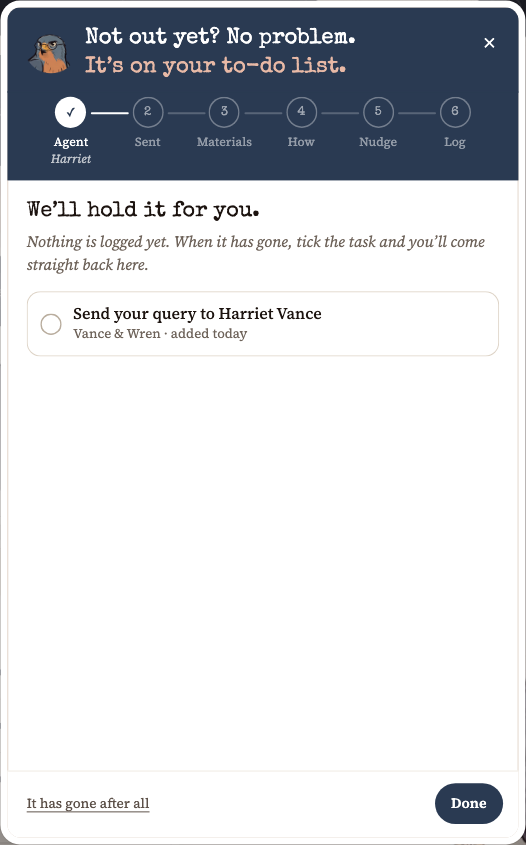 Not out yet? No problem.
It's on your to-do list.
✓ 2 3 4 5 6
Agent Sent Materials How Nudge Log
Harriet
We'll hold it for you.
Nothing is logged yet. When it has gone, tick the task and you'll come
straight back here.
Send your query to Harriet Vance
Vance & Wren · added today
It has gone after all
Done